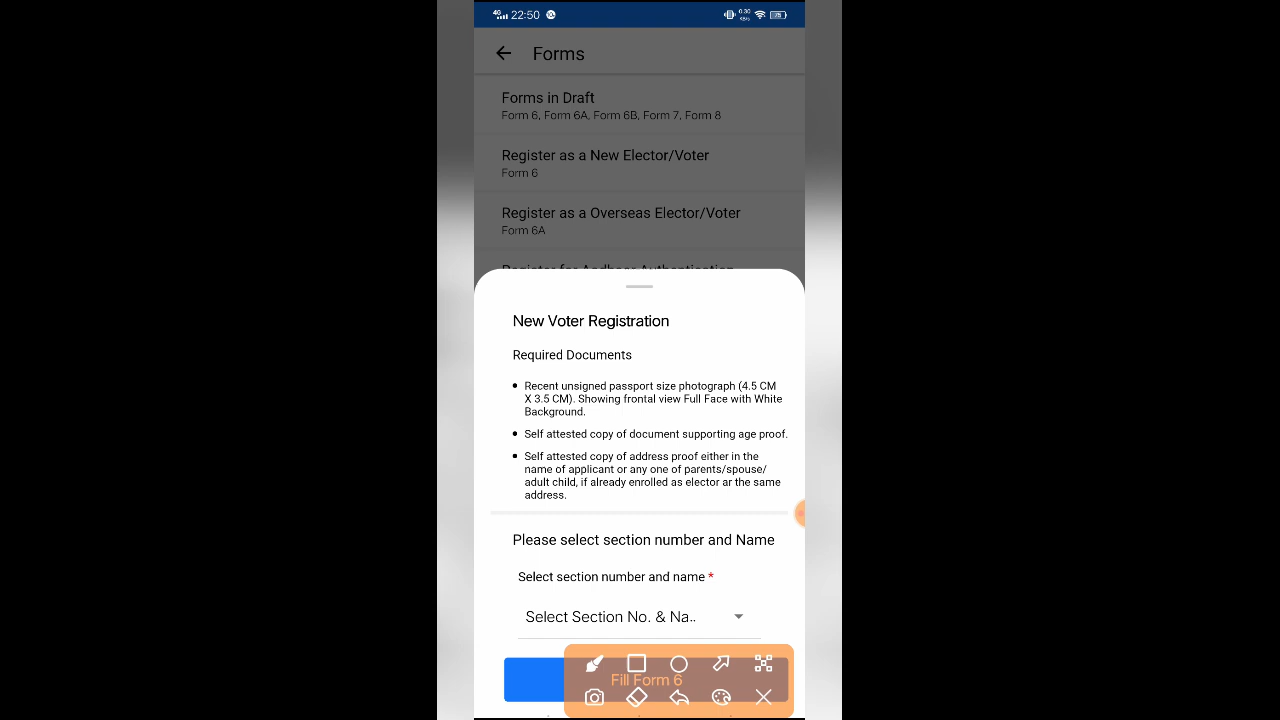 4G 22:50 0.30 KB/s 75
Forms
Forms in Draft
Form 6, Form 6A, Form 6B, Form 7, Form 8
Register as a New Elector/Voter
Form 6
Register as a Overseas Elector/Voter
Form 6A
New Voter Registration
Required Documents
Recent unsigned passport size photograph (4.5 CM
X 3.5 CM). Showing frontal view Full Face with White
Background.
Self attested copy of document supporting age proof.
Self attested copy of address proof either in the
name of applicant or any one of parents/spouse/
adult child, if already enrolled as elector ar the same
address.
Please select section number and Name
Select section number and name *
Select Section No. & Na..
Fill Form 6